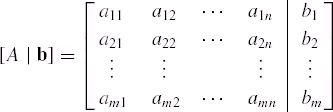 [A | b] = [ a₁₁ a₁₂ ⋯ a₁ₙ | b₁
a₂₁ a₂₂ ⋯ a₂ₙ | b₂
⋮ ⋮ ⋮ | ⋮
aₘ₁ aₘ₂ ⋯ aₘₙ | bₘ ]